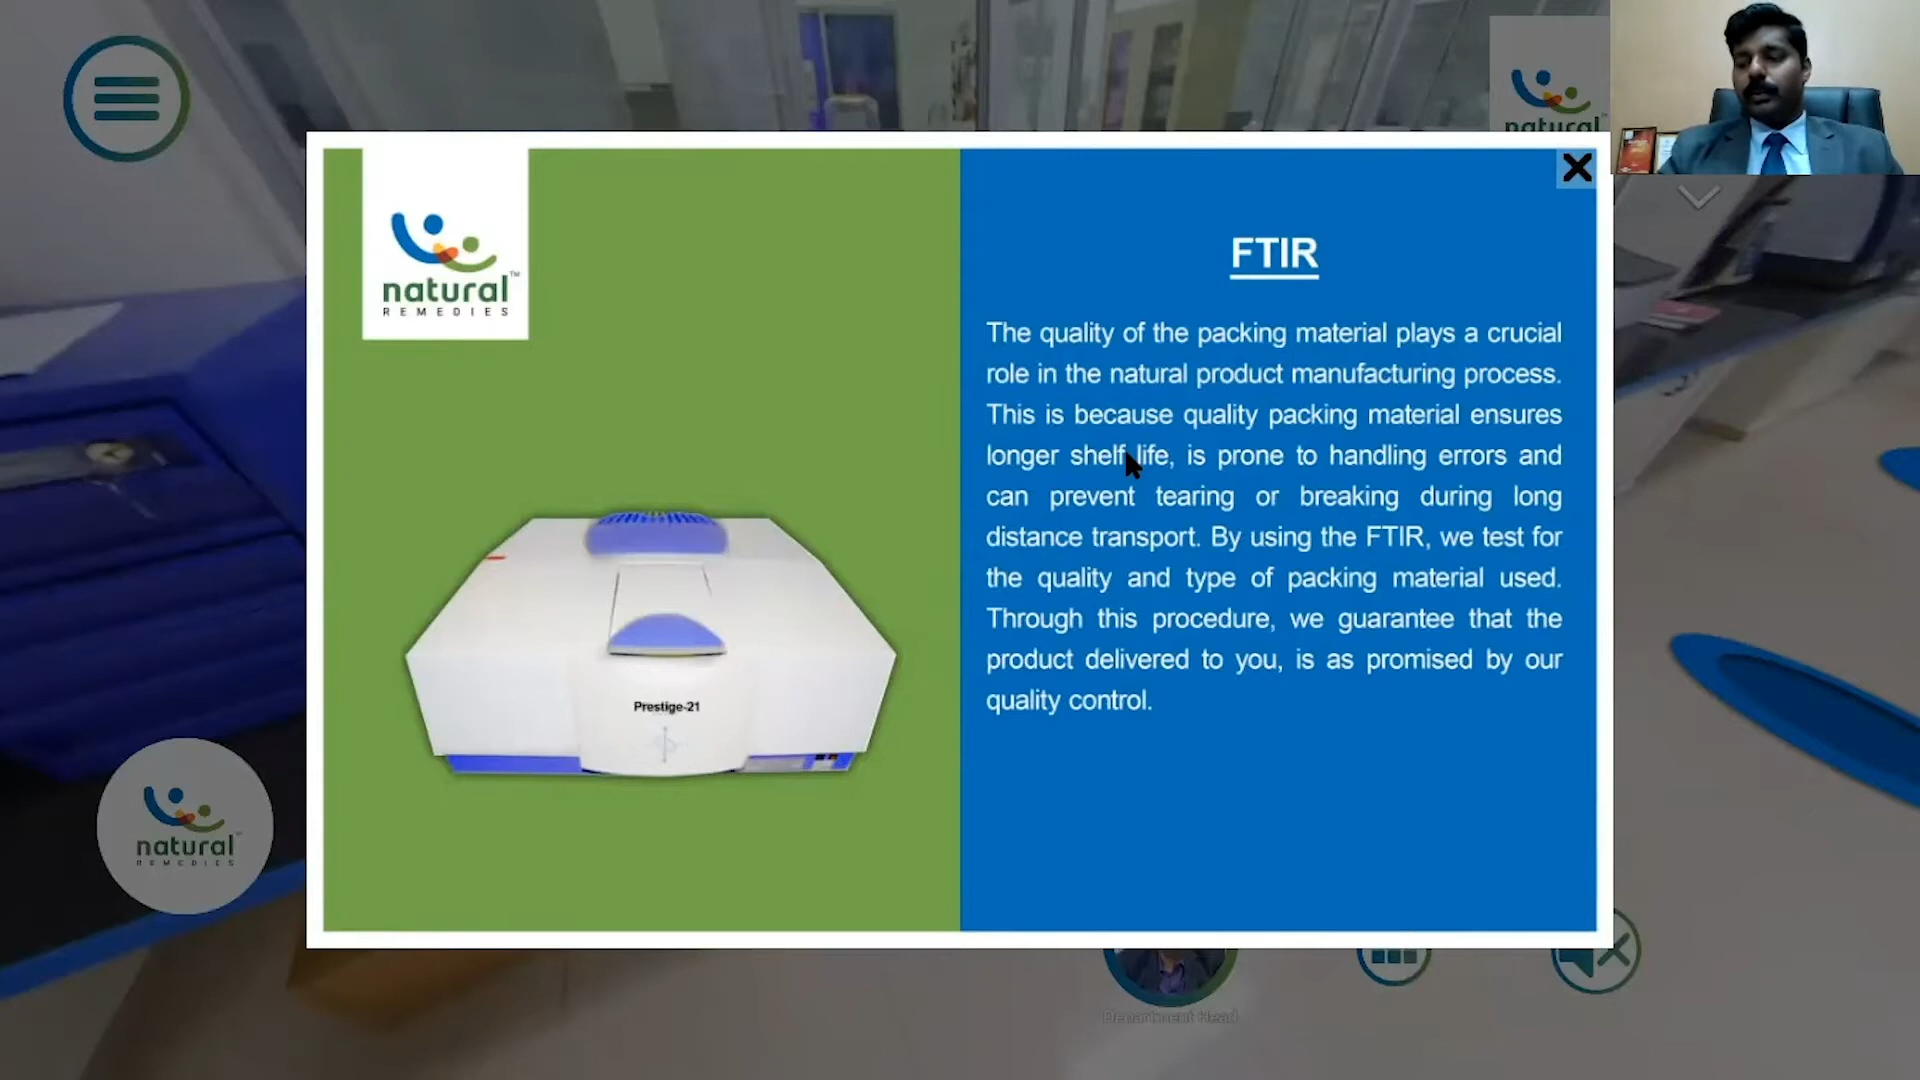 natural
natural™
REMEDIES
FTIR
The quality of the packing material plays a crucial
role in the natural product manufacturing process.
This is because quality packing material ensures
longer shelf life, is prone to handling errors and
can prevent tearing or breaking during long
distance transport. By using the FTIR, we test for
the quality and type of packing material used.
Through this procedure, we guarantee that the
product delivered to you, is as promised by our
quality control.
Prestige-21
natural
REMEDIES
Department Head